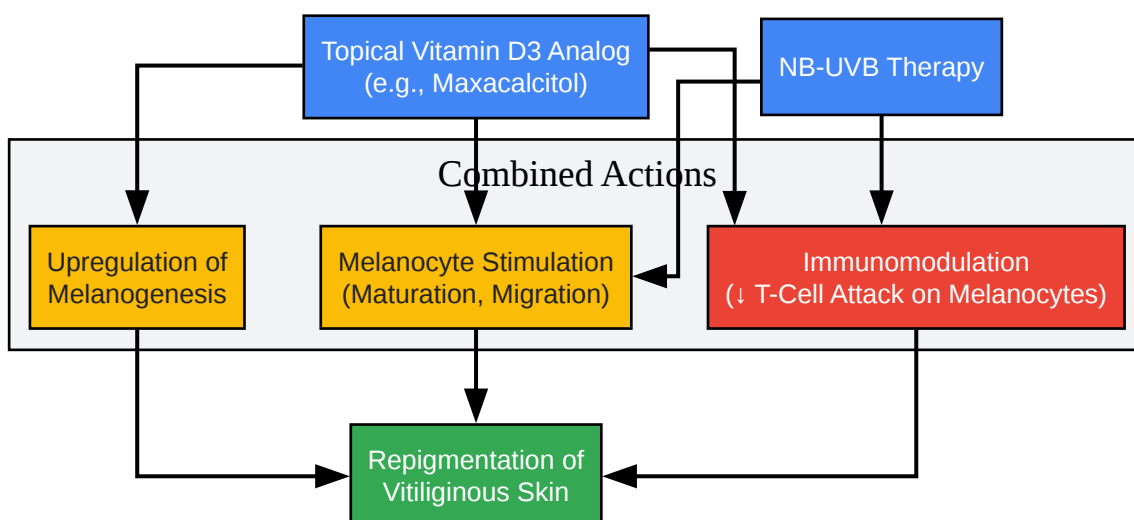 Topical Vitamin D3 Analog
(e.g., Maxacalcitol)
NB-UVB Therapy
Combined Actions
Upregulation of
Melanogenesis
Melanocyte Stimulation
(Maturation, Migration)
Immunomodulation
(↓ T-Cell Attack on Melanocytes)
Repigmentation of
Vitiliginous Skin